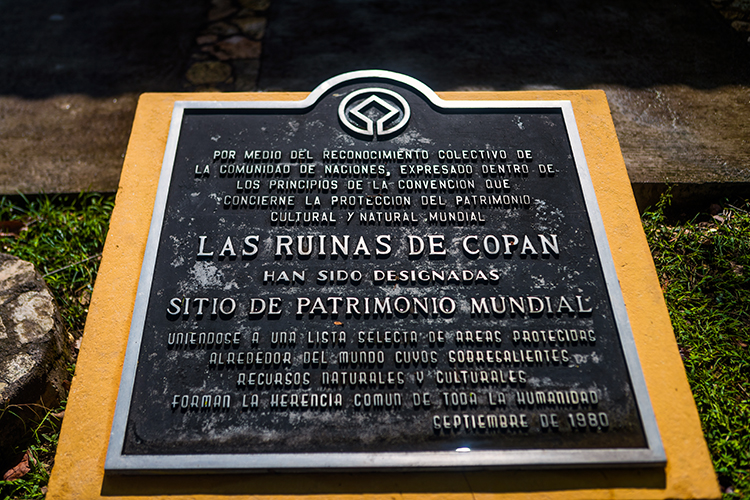 POR MEDIO DEL RECONOCIMIENTO COLECTIVO DE
LA COMUNIDAD DE NACIONES, EXPRESADO DENTRO DE
LOS PRINCIPIOS DE LA CONVENCION QUE
CONCIERNE LA PROTECCION DEL PATRIMONIO
CULTURAL Y NATURAL MUNDIAL
LAS RUINAS DE COPAN
HAN SIDO DESIGNADAS
SITIO DE PATRIMONIO MUNDIAL
UNIENDOSE A UNA LISTA SELECTA DE AREAS PROTEGIDAS
ALREDEDOR DEL MUNDO CUYOS SOBRESALIENTES
RECURSOS NATURALES Y CULTURALES
FORMAN LA HERENCIA COMUN DE TODA LA HUMANIDAD
SEPTIEMBRE DE 1980